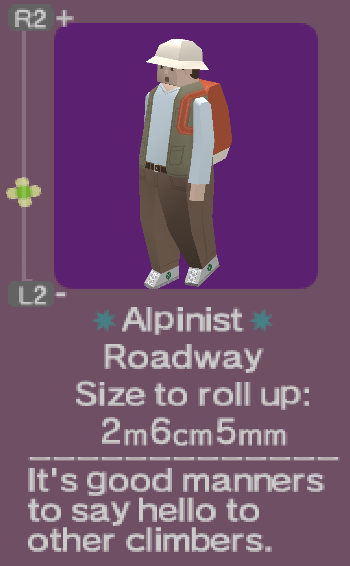 R2 +
L2 -
Alpinist
Roadway
Size to roll up:
2m6cm5mm
It's good manners
to say hello to
other climbers.